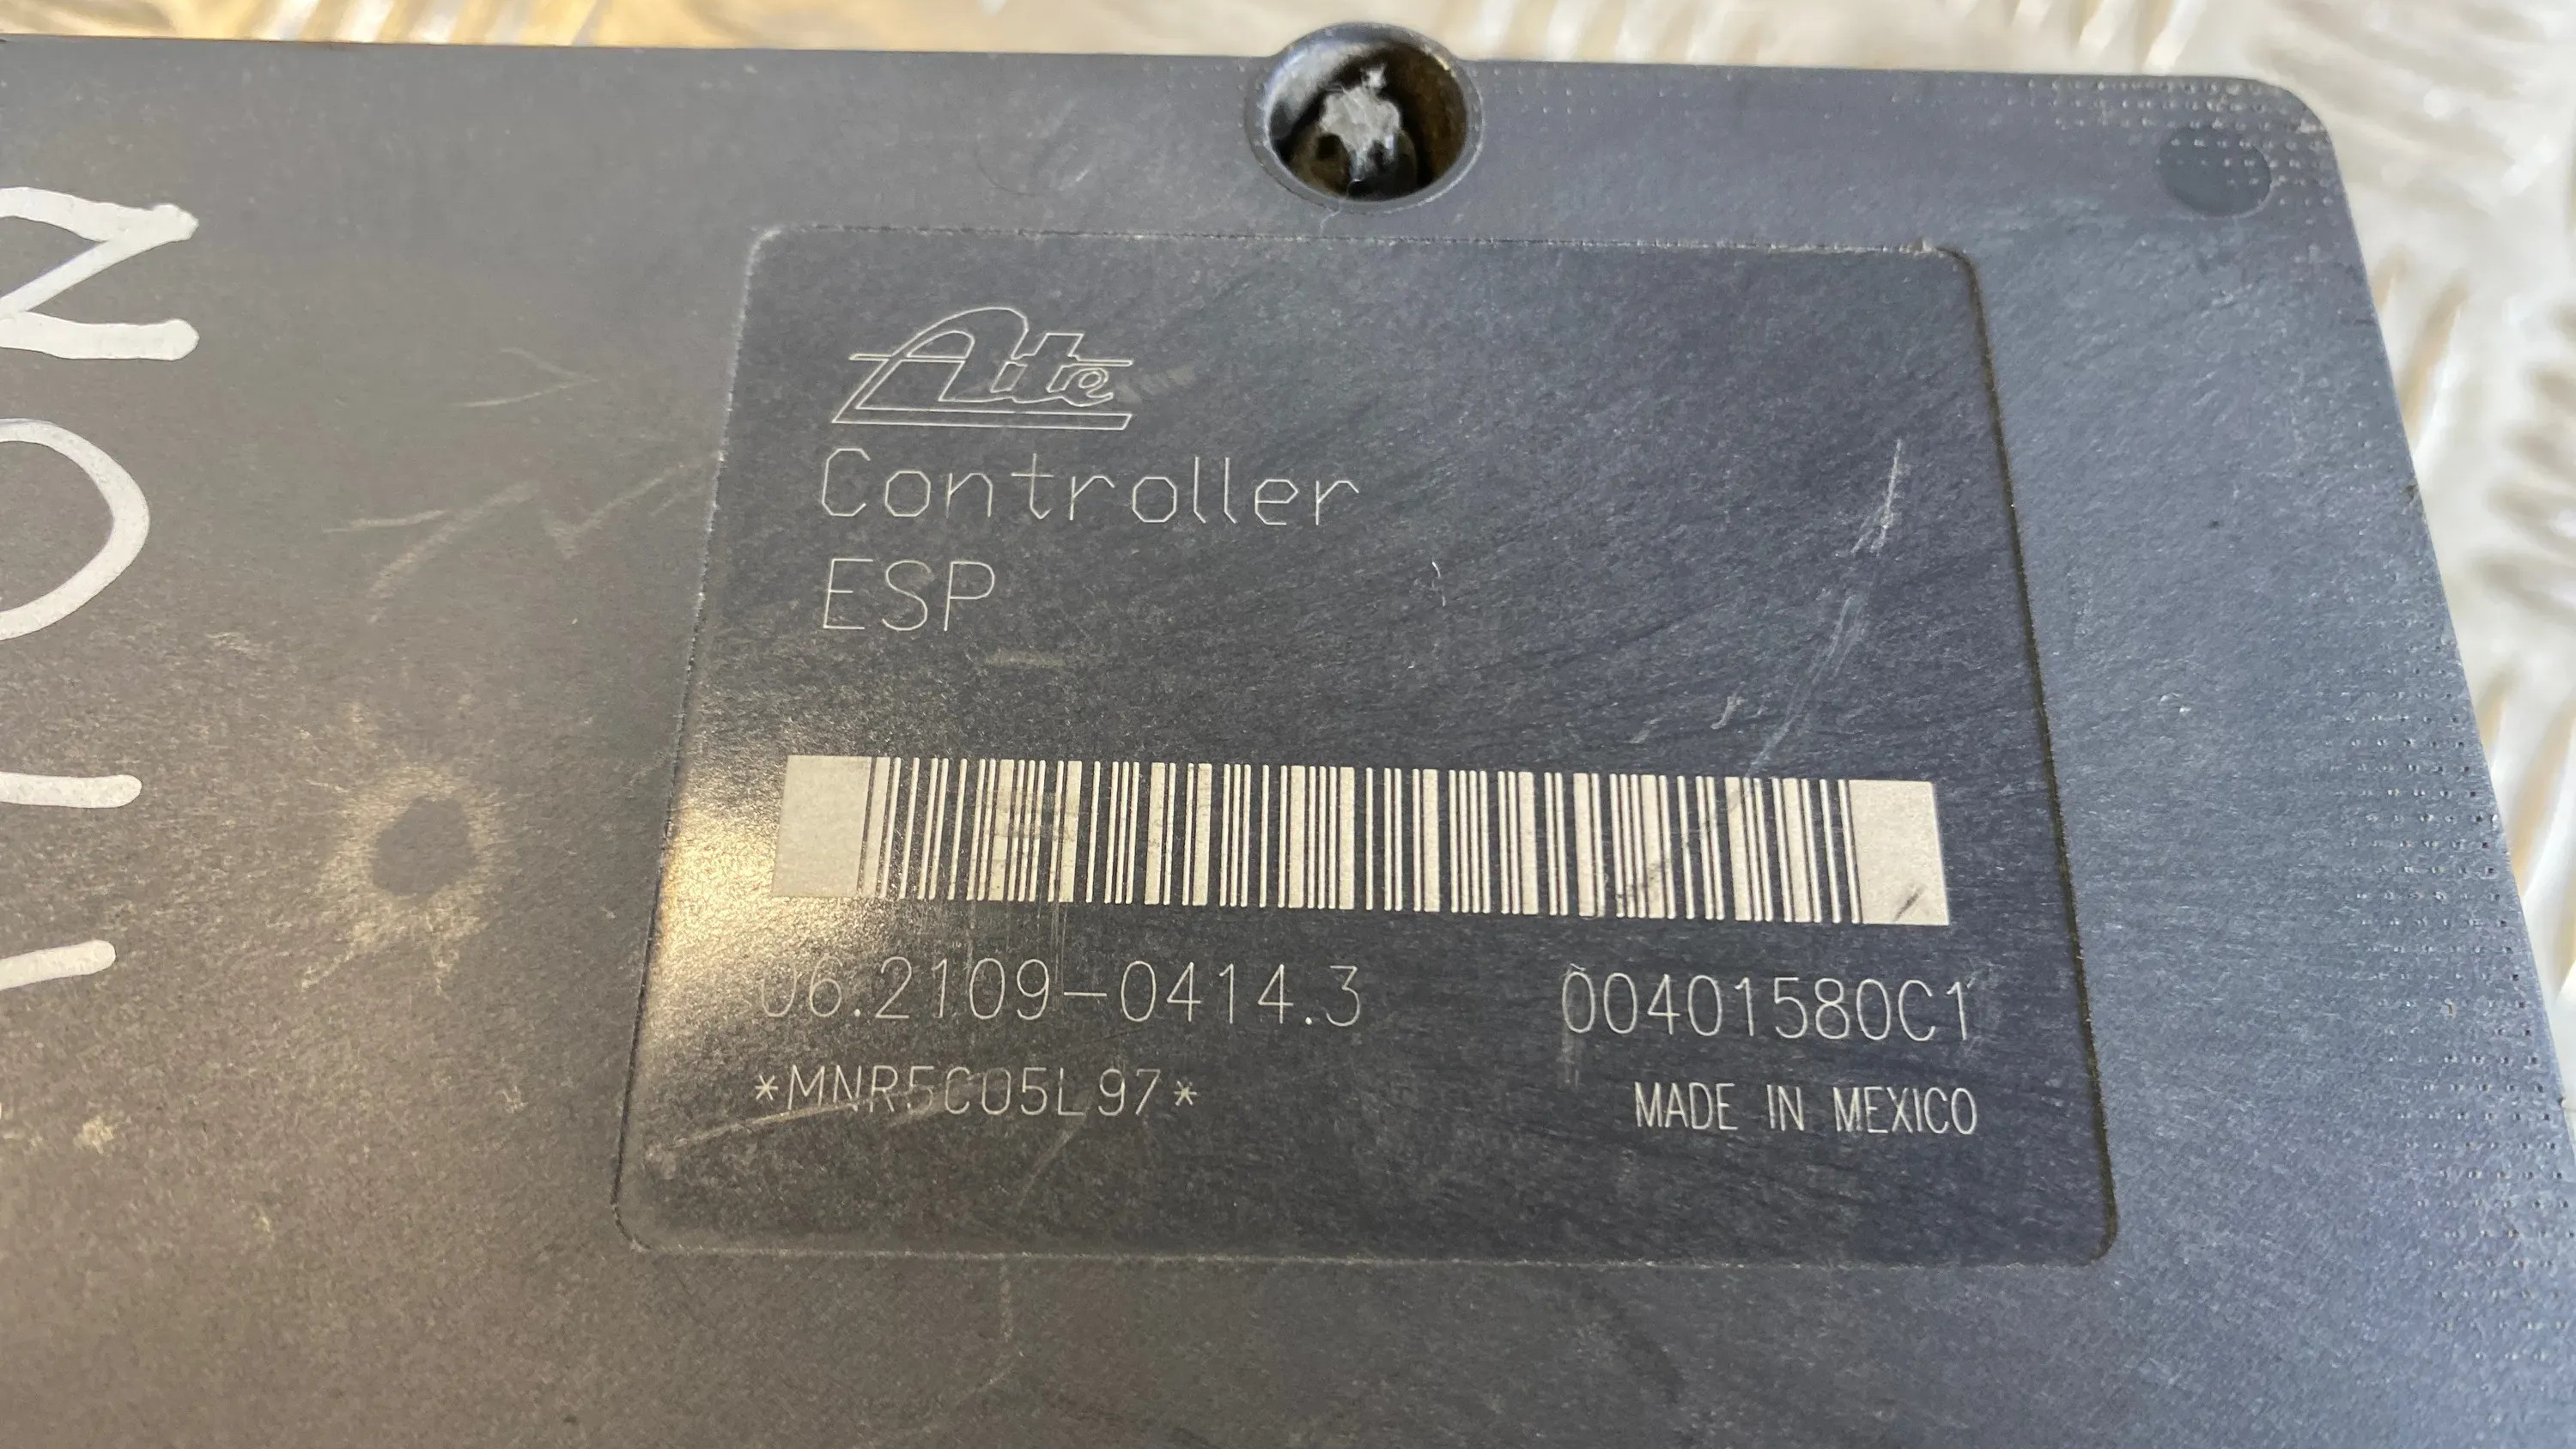 Ate
Controller
ESP
06.2109-0414.3 00401580C1
*MNR5C05L97* MADE IN MEXICO